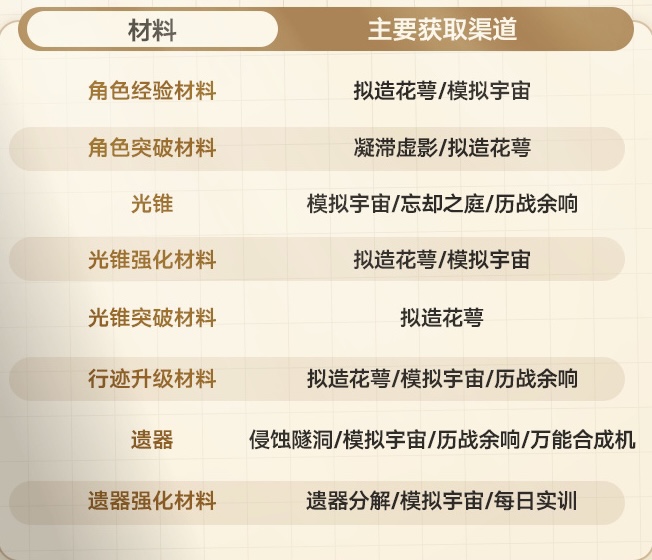 材料 主要获取渠道
角色经验材料 拟造花萼/模拟宇宙
角色突破材料 凝滞虚影/拟造花萼
光锥 模拟宇宙/忘却之庭/历战余响
光锥强化材料 拟造花萼/模拟宇宙
光锥突破材料 拟造花萼
行迹升级材料 拟造花萼/模拟宇宙/历战余响
遗器 侵蚀隧洞/模拟宇宙/历战余响/万能合成机
遗器强化材料 遗器分解/模拟宇宙/每日实训